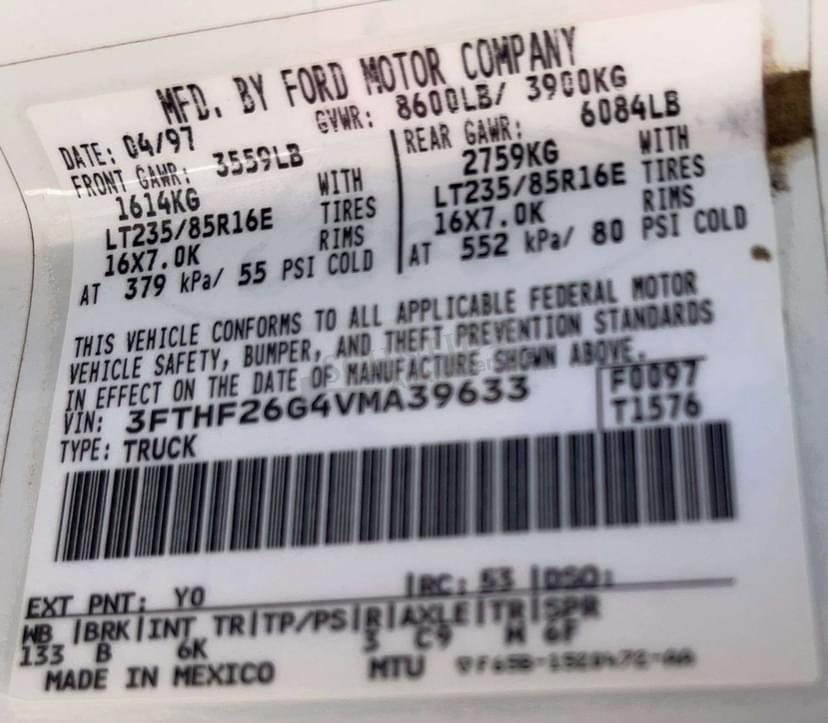 MFD. BY FORD MOTOR COMPANY
DATE: 04/97 GVWR: 8600LB/ 3900KG
FRONT GAWR: 3559LB
1614KG WITH
LT235/85R16E TIRES
16X7.0K RIMS
AT 379 kPa/ 55 PSI COLD
REAR GAWR: 6084LB
2759KG WITH
LT235/85R16E TIRES
16X7.0K RIMS
AT 552 kPa/ 80 PSI COLD
THIS VEHICLE CONFORMS TO ALL APPLICABLE FEDERAL MOTOR
VEHICLE SAFETY, BUMPER, AND THEFT PREVENTION STANDARDS
IN EFFECT ON THE DATE OF MANUFACTURE SHOWN ABOVE.
VIN: 3FTHF26G4VMA39633
F0097
T1576
TYPE: TRUCK
EXT PNT: Y0 |RC: 53 |DSO:
WB |BRK|INT TR|TP/PS|R|AXLE|TR|SPR
133 B 6K 3 C9 M 6F
MADE IN MEXICO MTU